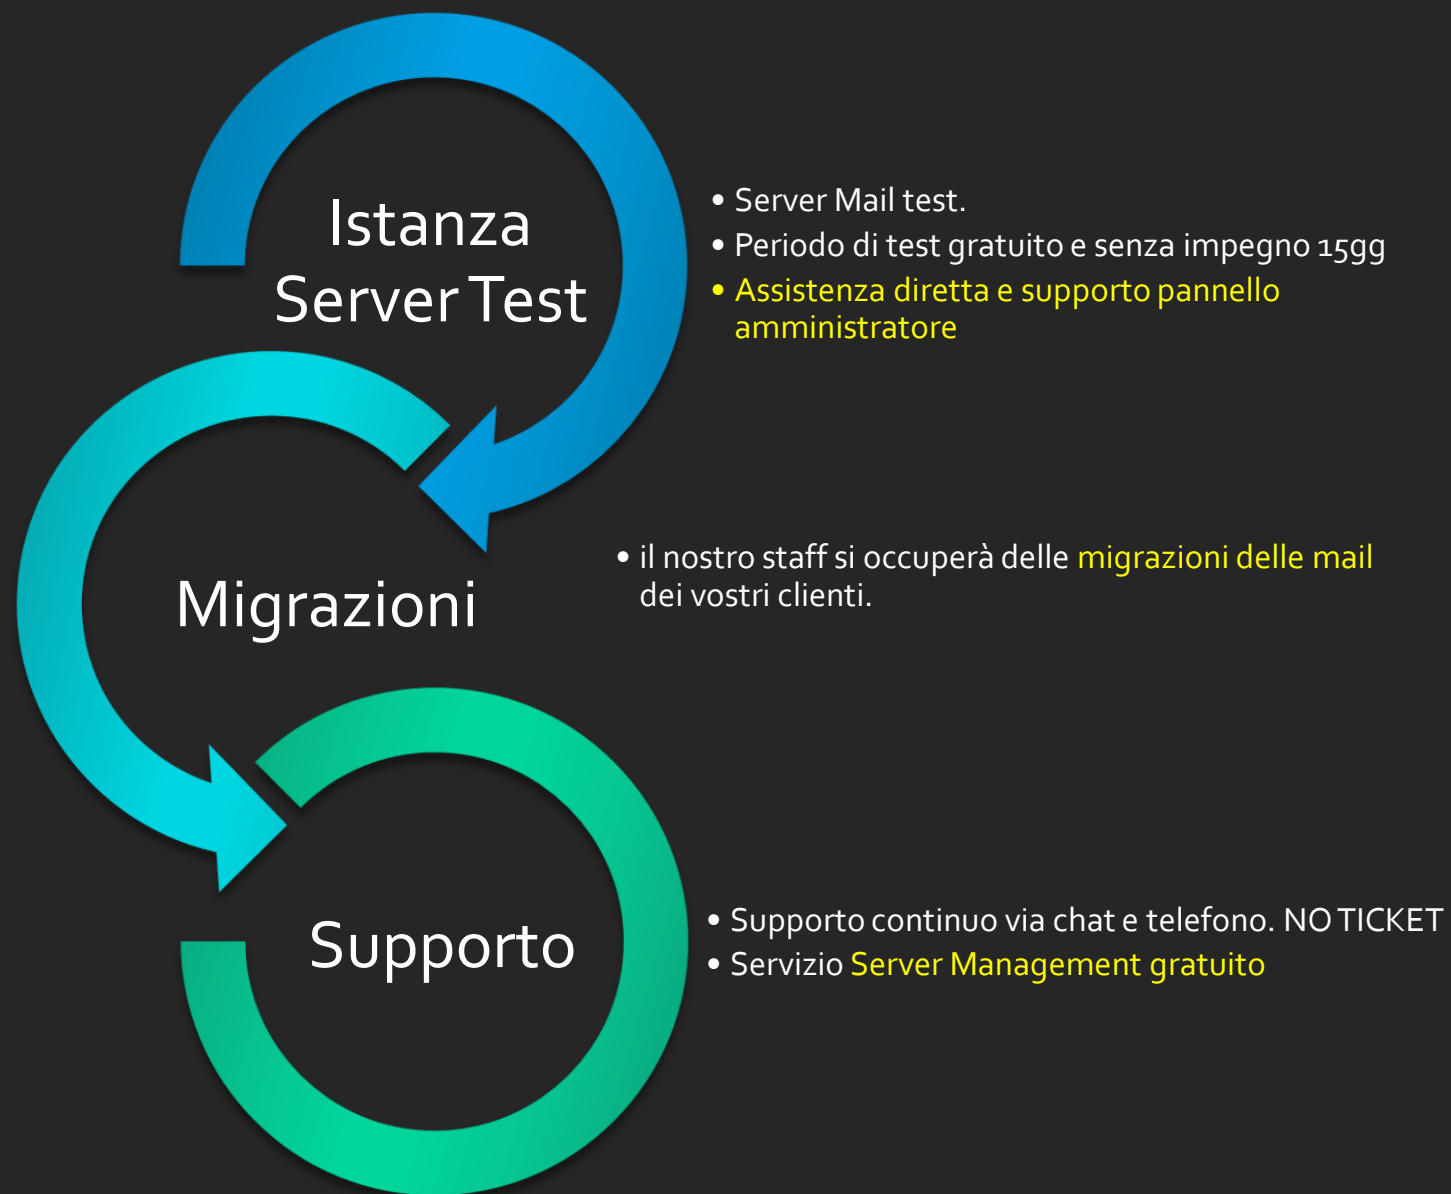 Istanza
Server Test
• Server Mail test.
• Periodo di test gratuito e senza impegno 15gg
• Assistenza diretta e supporto pannello
amministratore
Migrazioni
• il nostro staff si occuperà delle migrazioni delle mail
dei vostri clienti.
Supporto
• Supporto continuo via chat e telefono. NO TICKET
• Servizio Server Management gratuito